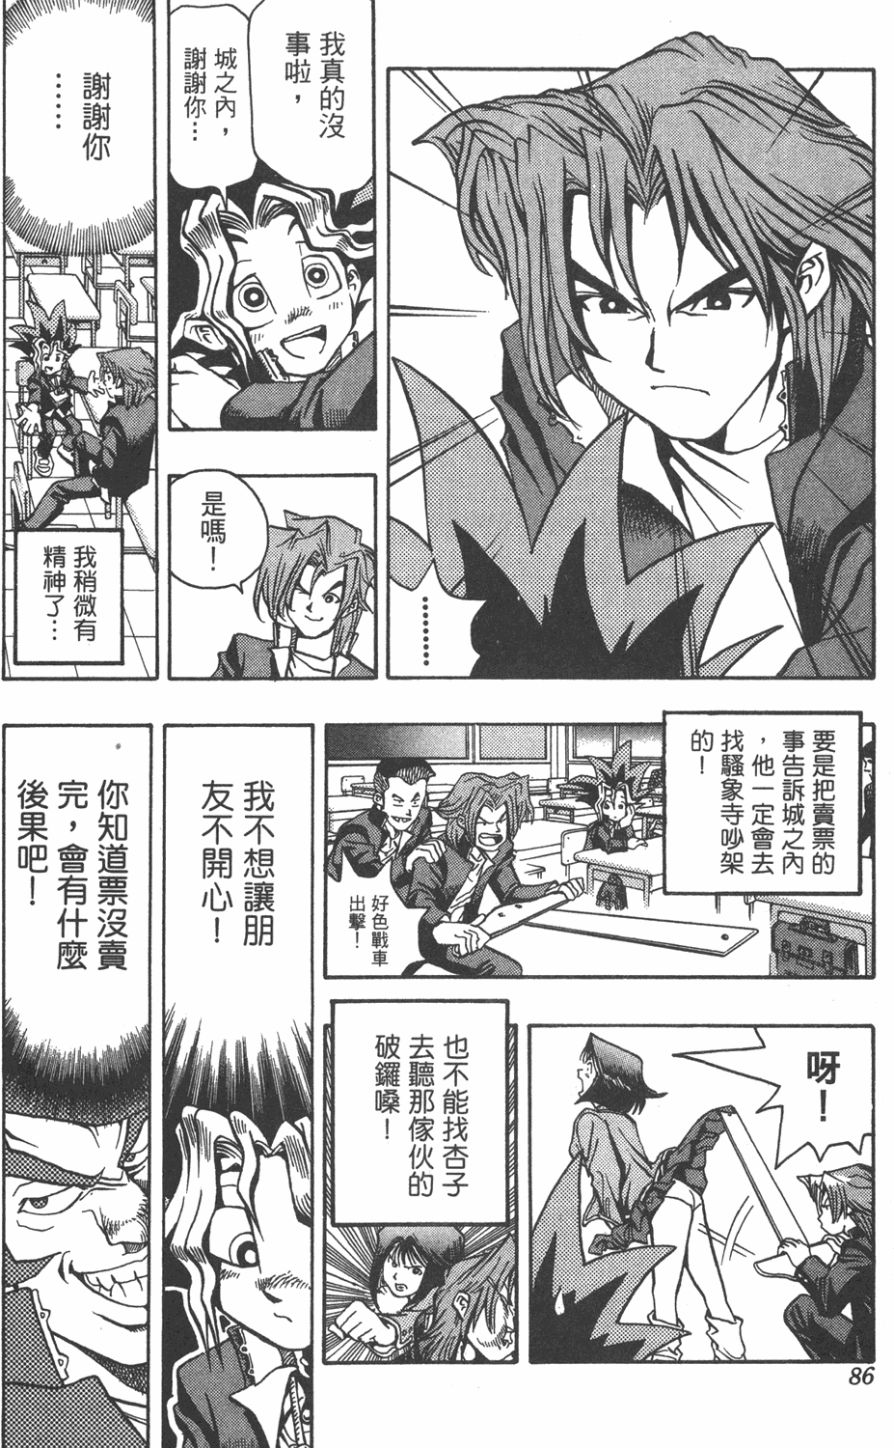 ………
我真的沒
事啦，
城之內，
謝謝你…
是嗎！
謝謝你
……
我稍微有
精神了…
要是把賣票的
事告訴城之內
，他一定會去
找騷象寺吵架
的！
好色戰車
出擊！
呀！
也不能找杏子
去聽那傢伙的
破鑼嗓！
我不想讓朋
友不開心！
你知道票沒賣
完，會有什麼
後果吧！
86